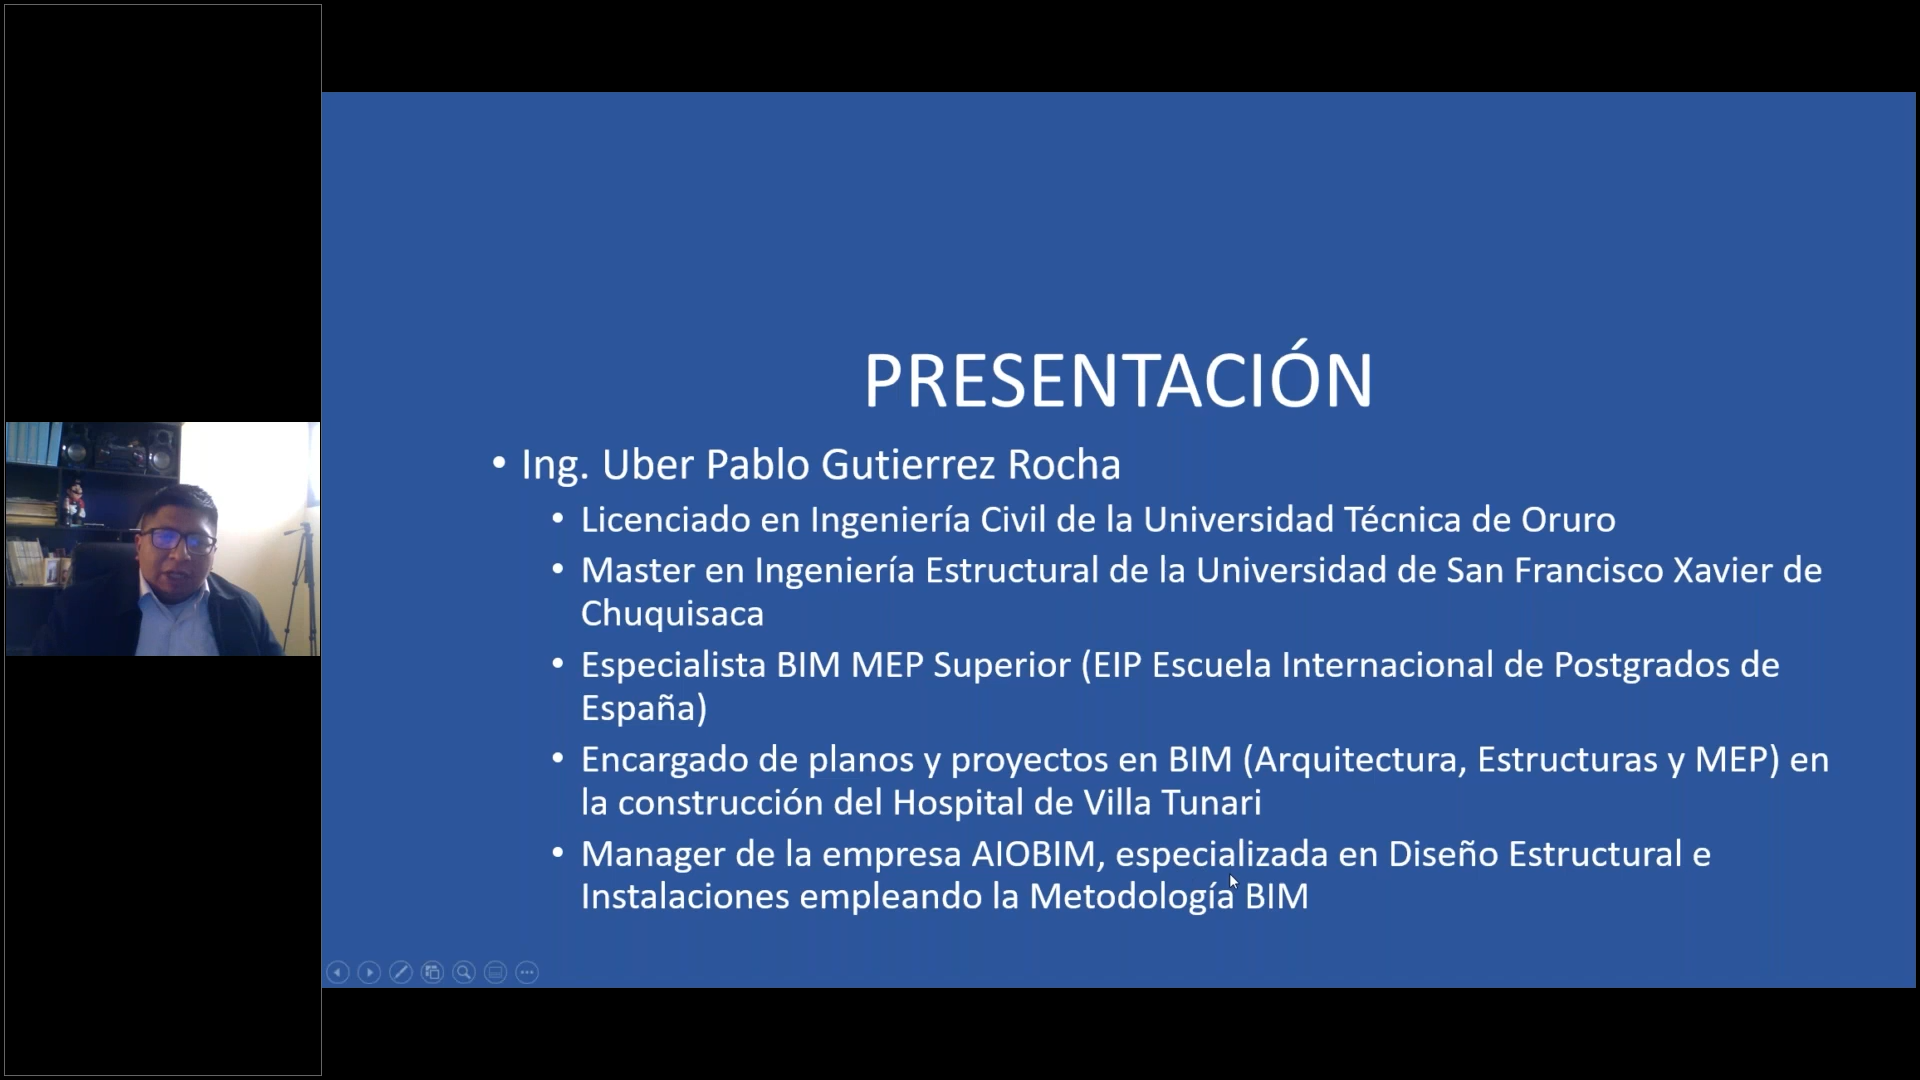 PRESENTACIÓN
• Ing. Uber Pablo Gutierrez Rocha
• Licenciado en Ingeniería Civil de la Universidad Técnica de Oruro
• Master en Ingeniería Estructural de la Universidad de San Francisco Xavier de
Chuquisaca
• Especialista BIM MEP Superior (EIP Escuela Internacional de Postgrados de
España)
• Encargado de planos y proyectos en BIM (Arquitectura, Estructuras y MEP) en
la construcción del Hospital de Villa Tunari
• Manager de la empresa AIOBIM, especializada en Diseño Estructural e
Instalaciones empleando la Metodología BIM